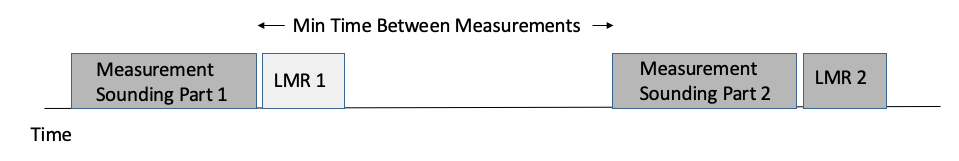 Min Time Between Measurements
Measurement
Sounding Part 1
LMR 1
Measurement
Sounding Part 2
LMR 2
Time